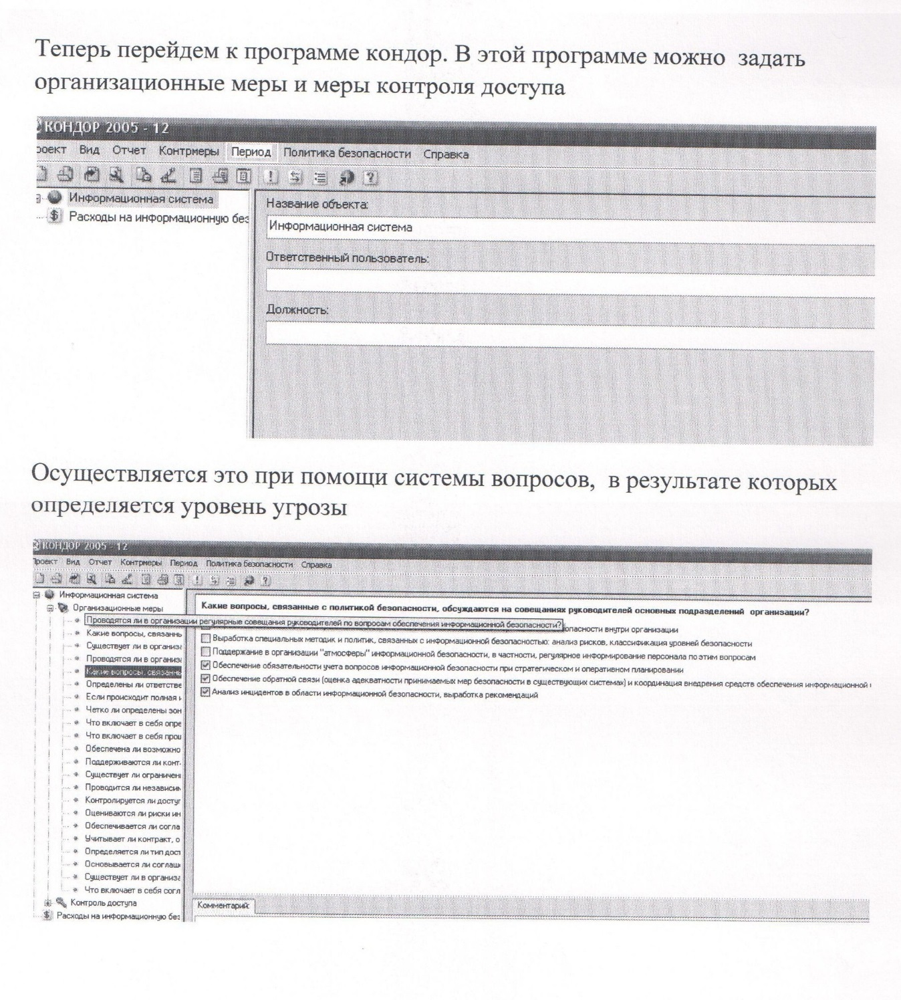 Теперь перейдем к программе кондор. В этой программе можно задать
организационные меры и меры контроля доступа
КОНДОР 2005 - 12
роект Вид Отчет Контрмеры Период Политика безопасности Справка
Информационная система
Расходы на информационную без
Название объекта:
Информационная система
Ответственный пользователь:
Должность:
Осуществляется это при помощи системы вопросов, в результате которых
определяется уровень угрозы
КОНДОР 2005 - 12
Проект Вид Отчет Контрмеры Период Политика безопасности Справка
Информационная система
Организационные меры
Проводятся ли в организации регулярные совещания руководителей по вопросам обеспечения информационной безопасности?
Какие вопросы, связаннь
Существует ли в организа
Проводятся ли в организа
Какие вопросы, связанны
Определены ли ответстве
Если происходит полная и
Четко ли определены зон
Что включает в себя опре
Что включает в себя проц
Обеспечена ли возможно
Поддерживаются ли конт.
Существует ли ограничен
Проводится ли независим
Контролируется ли доступ
Оцениваются ли риски ин
Обеспечивается ли согла
Учитывает ли контракт, о
Определяется ли тип дост
Основывается ли соглаш
Существует ли в организа
Что включает в себя согл
Контроль доступа
Расходы на информационную без
Какие вопросы, связанные с политикой безопасности, обсуждаются на совещаниях руководителей основных подразделений организации?
опасности внутри организации
Выработка специальных методик и политик, связанных с информационной безопасностью: анализ рисков, классификация уровней безопасности
Поддержание в организации "атмосферы" информационной безопасности, в частности, регулярное информирование персонала по этим вопросам
Обеспечение обязательности учета вопросов информационной безопасности при стратегическом и оперативном планировании
Обеспечение обратной связи (оценка адекватности принимаемых мер безопасности в существующих системах) и координация внедрения средств обеспечения информационной
Анализ инцидентов в области информационной безопасности, выработка рекомендаций
Комментарий: